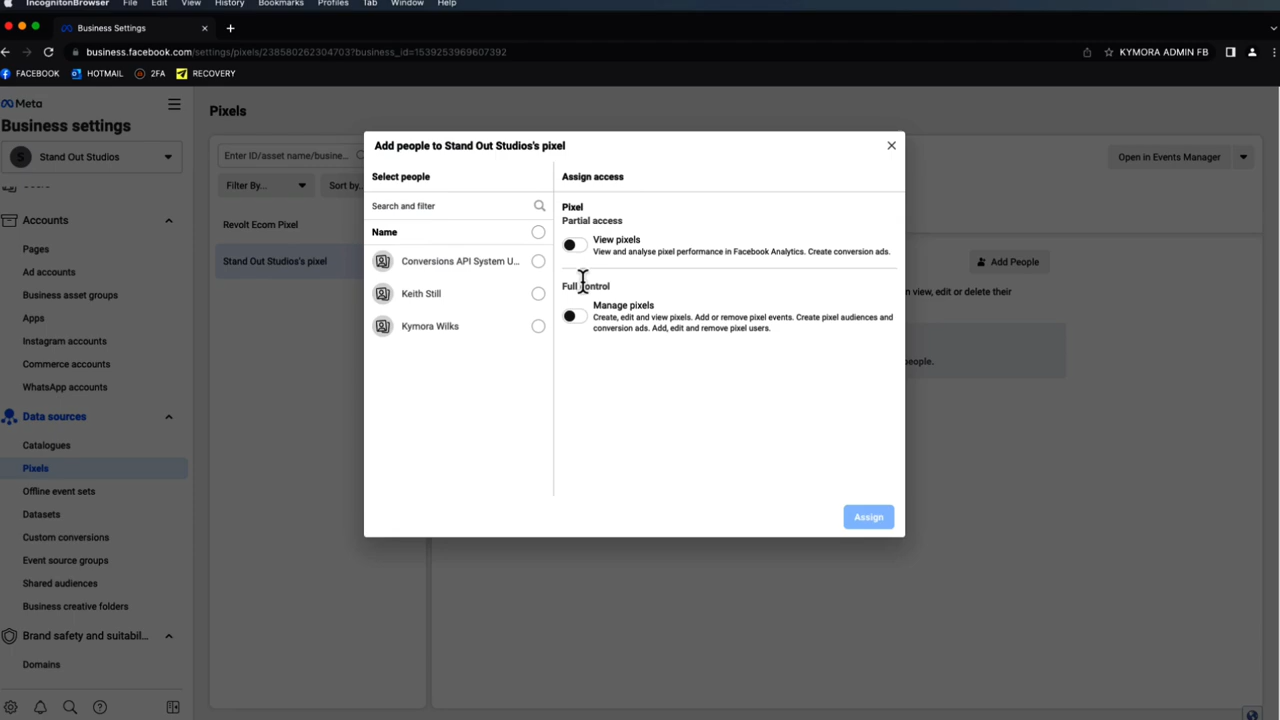 IncognitonBrowser File Edit View History Bookmarks Profiles Tab Window Help
Business Settings
business.facebook.com/settings/pixels/238580262304703?business_id=1539253969607392
KYMORA ADMIN FB
FACEBOOK HOTMAIL 2FA RECOVERY
Meta
Business settings
S Stand Out Studios
Users
Accounts
Pages
Ad accounts
Business asset groups
Apps
Instagram accounts
Commerce accounts
WhatsApp accounts
Data sources
Catalogues
Pixels
Offline event sets
Datasets
Custom conversions
Event source groups
Shared audiences
Business creative folders
Brand safety and suitabil...
Domains
Pixels
Enter ID/asset name/busine...
Filter By...
Sort by..
Revolt Ecom Pixel
Stand Out Studios's pixel
Open in Events Manager
Add People
n view, edit or delete their
eople.
Add people to Stand Out Studios's pixel
Select people
Search and filter
Name
Conversions API System U...
Keith Still
Kymora Wilks
Assign access
Pixel
Partial access
View pixels
View and analyse pixel performance in Facebook Analytics. Create conversion ads.
Full control
Manage pixels
Create, edit and view pixels. Add or remove pixel events. Create pixel audiences and
conversion ads. Add, edit and remove pixel users.
Assign